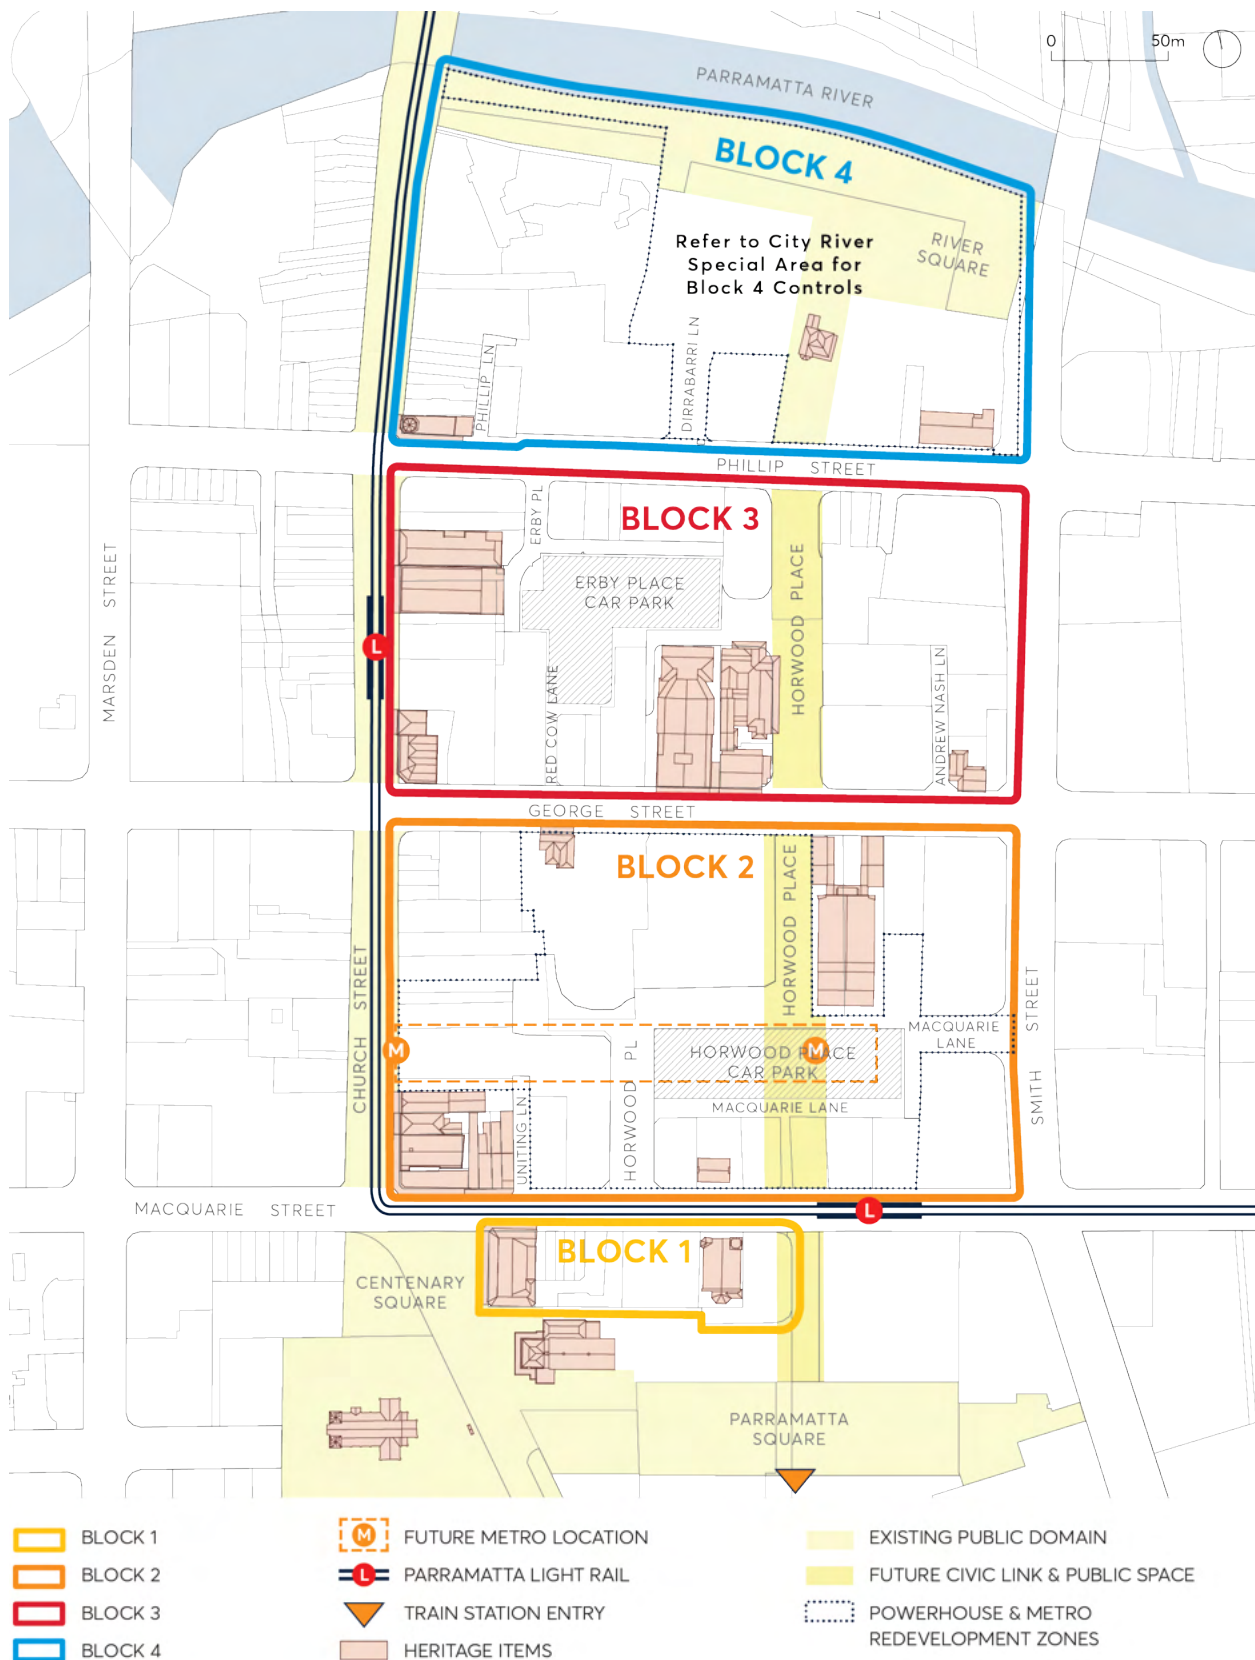 0 50m
PARRAMATTA RIVER
BLOCK 4
Refer to City River
Special Area for
Block 4 Controls
RIVER
SQUARE
PHILLIP LN
DIRRABARRI LN
PHILLIP STREET
MARSDEN STREET
ERBY PL
BLOCK 3
ERBY PLACE
CAR PARK
HORWOOD PLACE
L
RED COW LANE
ANDREW NASH LN
GEORGE STREET
BLOCK 2
HORWOOD PLACE
CHURCH STREET
M
HORWOOD PLACE
CAR PARK
M
MACQUARIE
LANE
SMITH STREET
HORWOOD PL
MACQUARIE LANE
UNITING LN
MACQUARIE STREET
L
BLOCK 1
CENTENARY
SQUARE
PARRAMATTA
SQUARE
BLOCK 1
BLOCK 2
BLOCK 3
BLOCK 4
M FUTURE METRO LOCATION
L PARRAMATTA LIGHT RAIL
TRAIN STATION ENTRY
HERITAGE ITEMS
EXISTING PUBLIC DOMAIN
FUTURE CIVIC LINK & PUBLIC SPACE
POWERHOUSE & METRO
REDEVELOPMENT ZONES